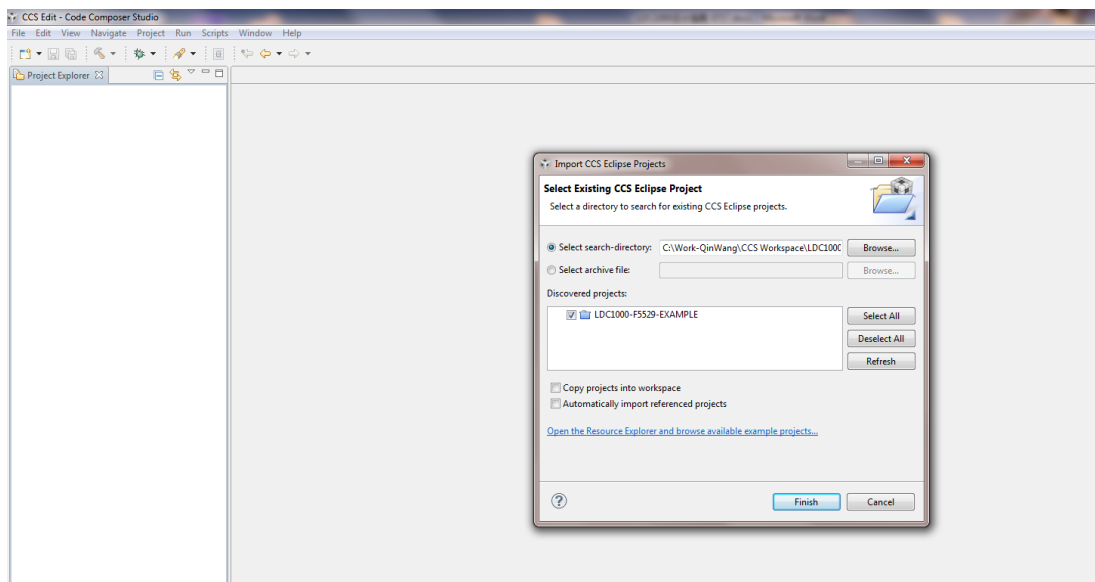 CCS Edit - Code Composer Studio
File Edit View Navigate Project Run Scripts Window Help
Project Explorer
Import CCS Eclipse Projects
Select Existing CCS Eclipse Project
Select a directory to search for existing CCS Eclipse projects.
Select search-directory: C:\Work-QinWang\CCS Workspace\LDC1000 Browse...
Select archive file: Browse...
Discovered projects:
LDC1000-F5529-EXAMPLE
Select All
Deselect All
Refresh
Copy projects into workspace
Automatically import referenced projects
Open the Resource Explorer and browse available example projects...
Finish Cancel